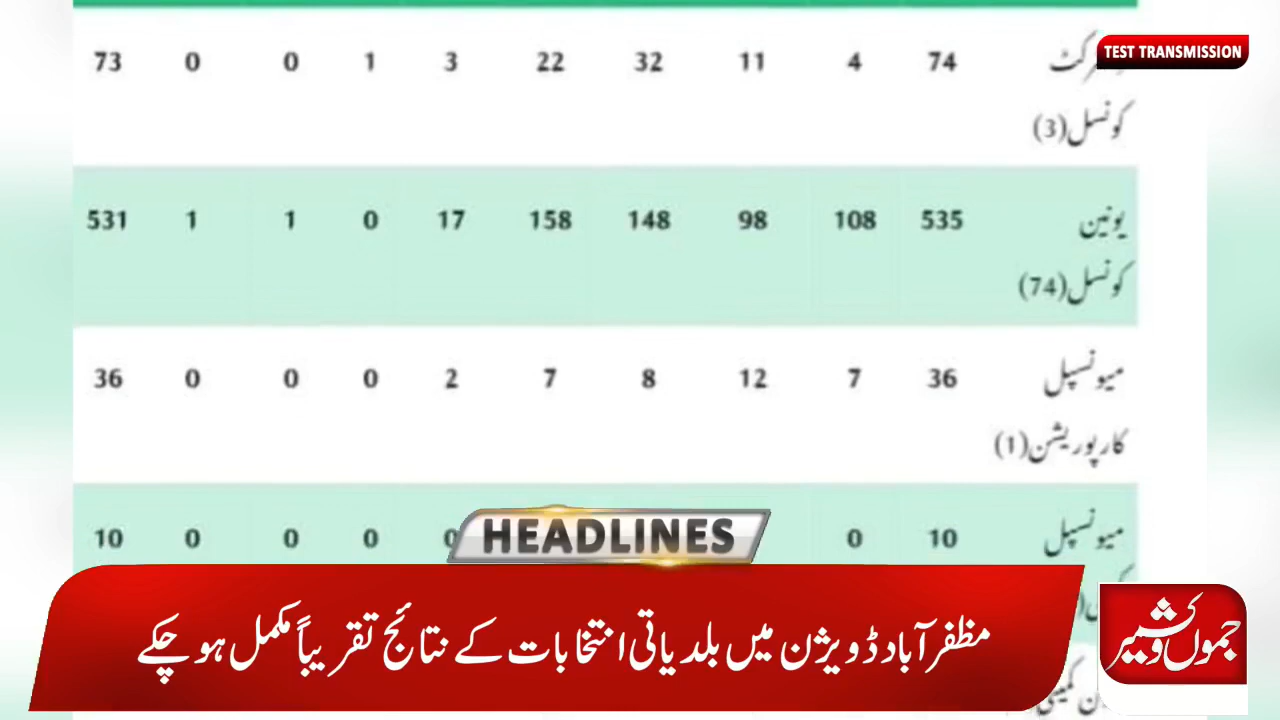 TEST TRANSMISSION
73 0 0 1 3 22 32 11 4 74
کونسل(3)
531 1 1 0 17 158 148 98 108 535 یونین
کونسل(74)
36 0 0 0 2 7 8 12 7 36 میونسپل
کارپوریشن(1)
10 0 0 0 0 0 10 میونسپل
HEADLINES
مظفرآباد ڈویژن میں بلدیاتی انتخابات کے نتائج تقریباً مکمل ہو چکے
جموں و کشمیر